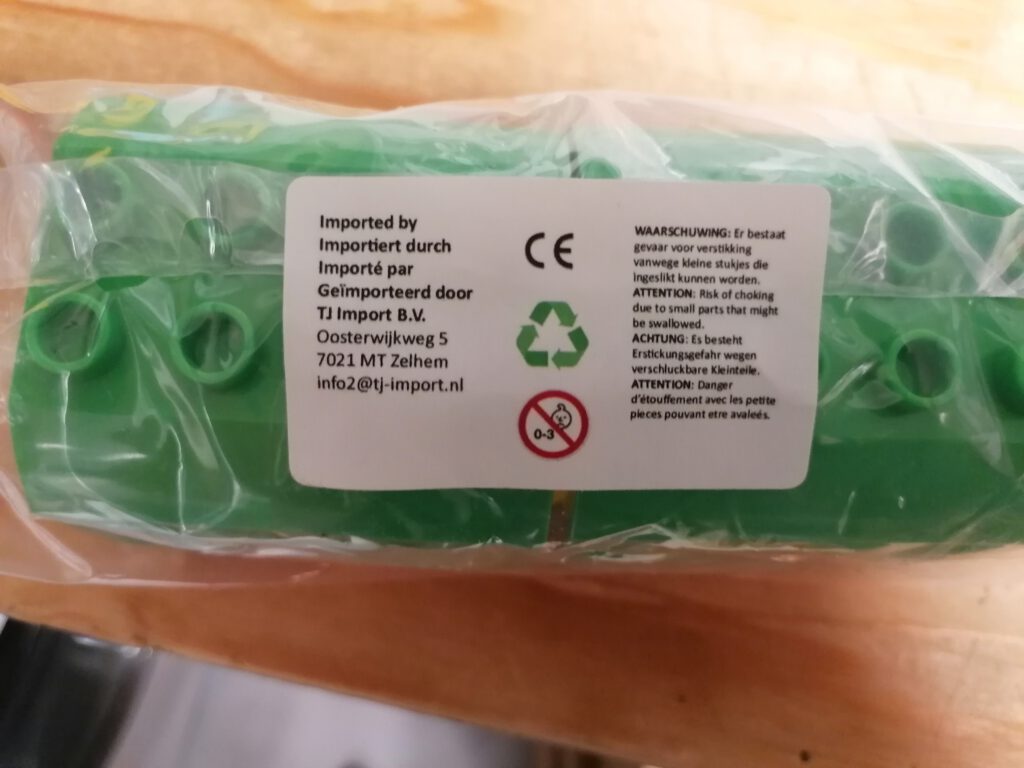 Imported by
Importiert durch
Importé par
Geïmporteerd door
TJ Import B.V.
Oosterwijkweg 5
7021 MT Zelhem
info2@tj-import.nl
CE
0-3
WAARSCHUWING: Er bestaat
gevaar voor verstikking
vanwege kleine stukjes die
ingeslikt kunnen worden.
ATTENTION: Risk of choking
due to small parts that might
be swallowed.
ACHTUNG: Es besteht
Erstickungsgefahr wegen
verschluckbare Kleinteile.
ATTENTION: Danger
d'étouffement avec les petite
pieces pouvant etre avaleés.